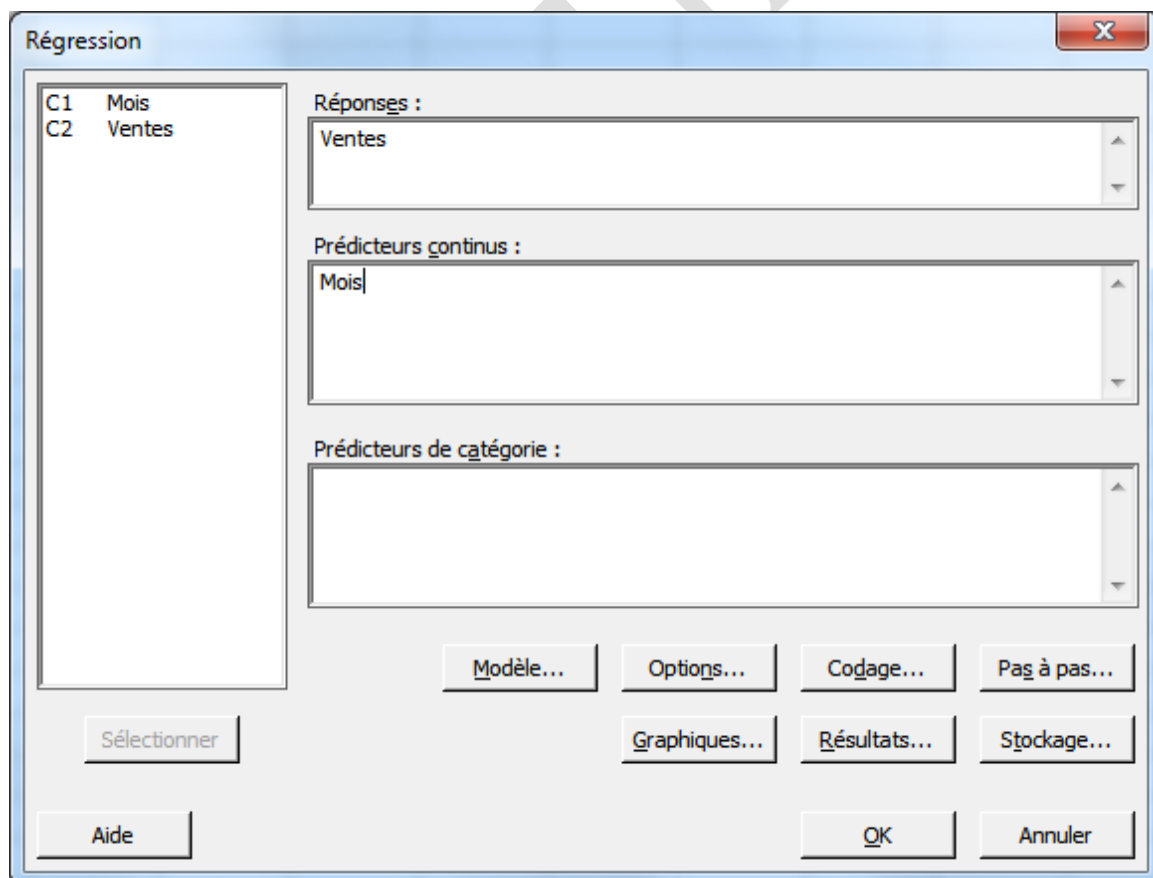 Régression
C1 Mois
C2 Ventes
Réponses :
Ventes
Prédicteurs continus :
Mois
Prédicteurs de catégorie :
Modèle...
Options...
Codage...
Pas à pas...
Sélectionner
Graphiques...
Résultats...
Stockage...
Aide
OK
Annuler